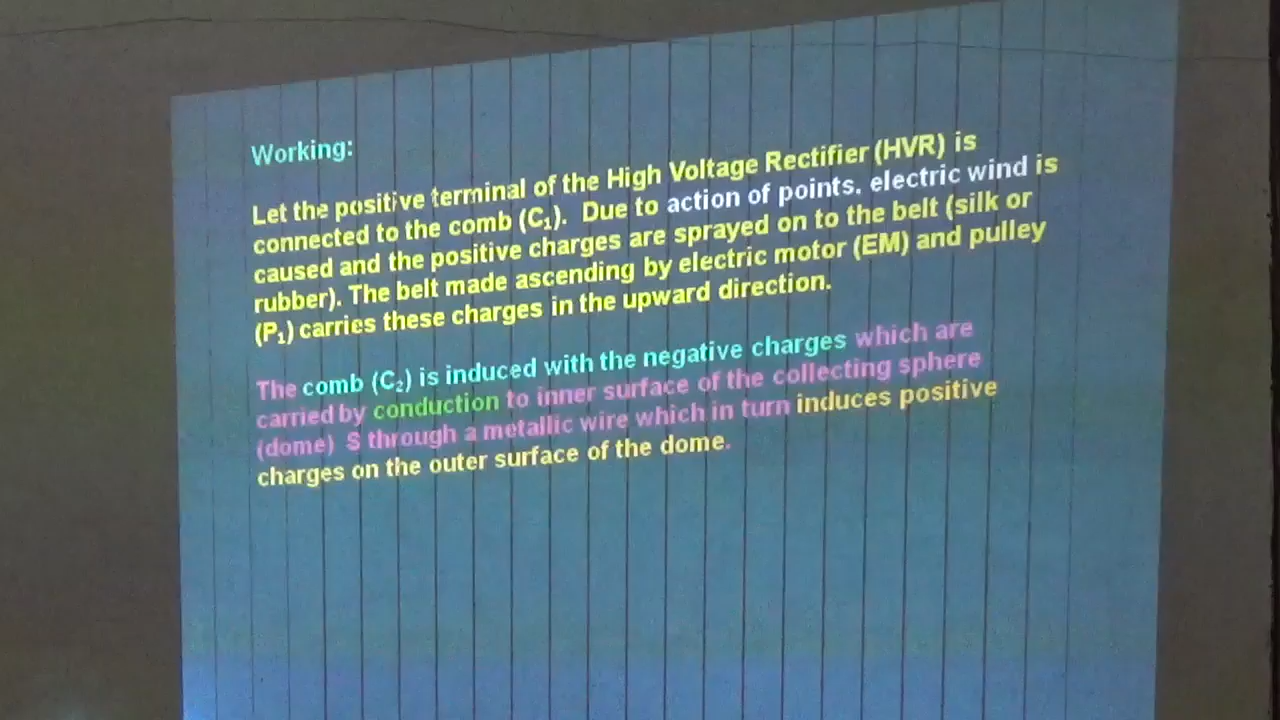 Working:
Let the positive terminal of the High Voltage Rectifier (HVR) is
connected to the comb (C₁). Due to action of points, electric wind is
caused and the positive charges are sprayed on to the belt (silk or
rubber). The belt made ascending by electric motor (EM) and pulley
(P₁) carries these charges in the upward direction.
The comb (C₂) is induced with the negative charges which are
carried by conduction to inner surface of the collecting sphere
(dome) S through a metallic wire which in turn induces positive
charges on the outer surface of the dome.